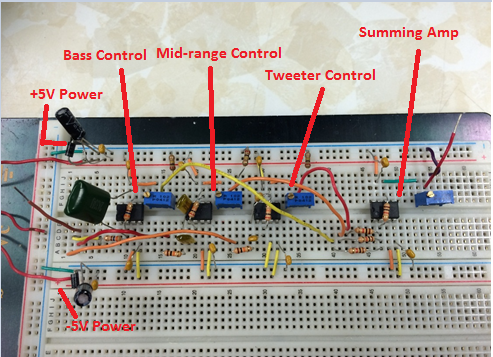 Summing Amp
Bass Control
Mid-range Control
Tweeter Control
+5V Power
-5V Power